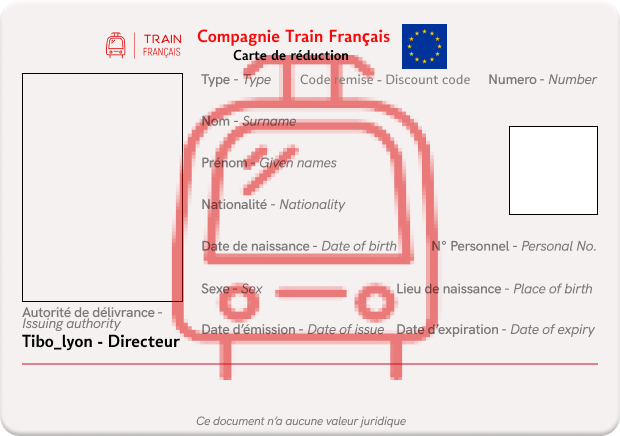 TRAIN
FRANÇAIS
Compagnie Train Français
Carte de réduction
Type - Type Code remise - Discount code Numero - Number
Nom - Surname
Prénom - Given names
Nationalité - Nationality
Date de naissance - Date of birth N° Personnel - Personal No.
Sexe - Sex Lieu de naissance - Place of birth
Date d'émission - Date of issue Date d'expiration - Date of expiry
Autorité de délivrance -
Issuing authority
Tibo_lyon - Directeur
Ce document n'a aucune valeur juridique